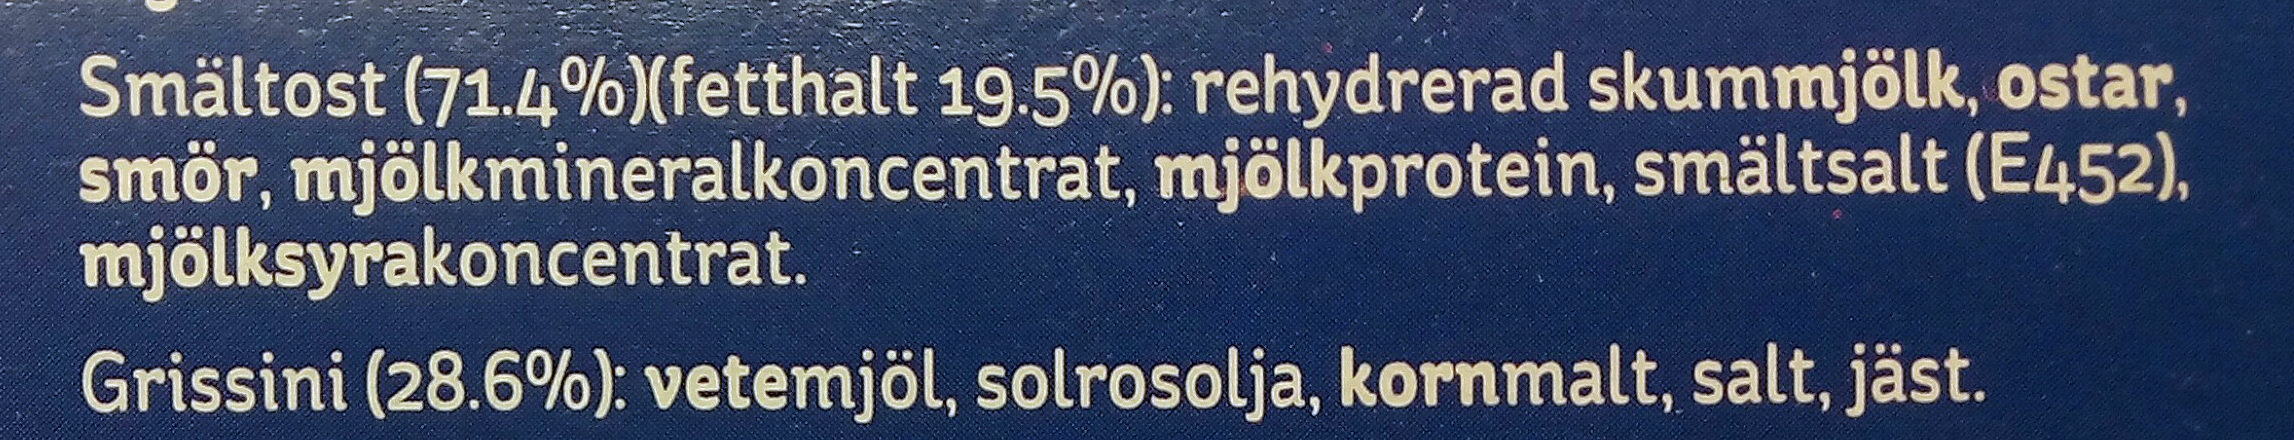 Smältost (71.4%)(fetthalt 19.5%): rehydrerad skummjölk, ostar,
smör, mjölkmineralkoncentrat, mjölkprotein, smältsalt (E452),
mjölksyrakoncentrat.
Grissini (28.6%): vetemjöl, solrosolja, kornmalt, salt, jäst.